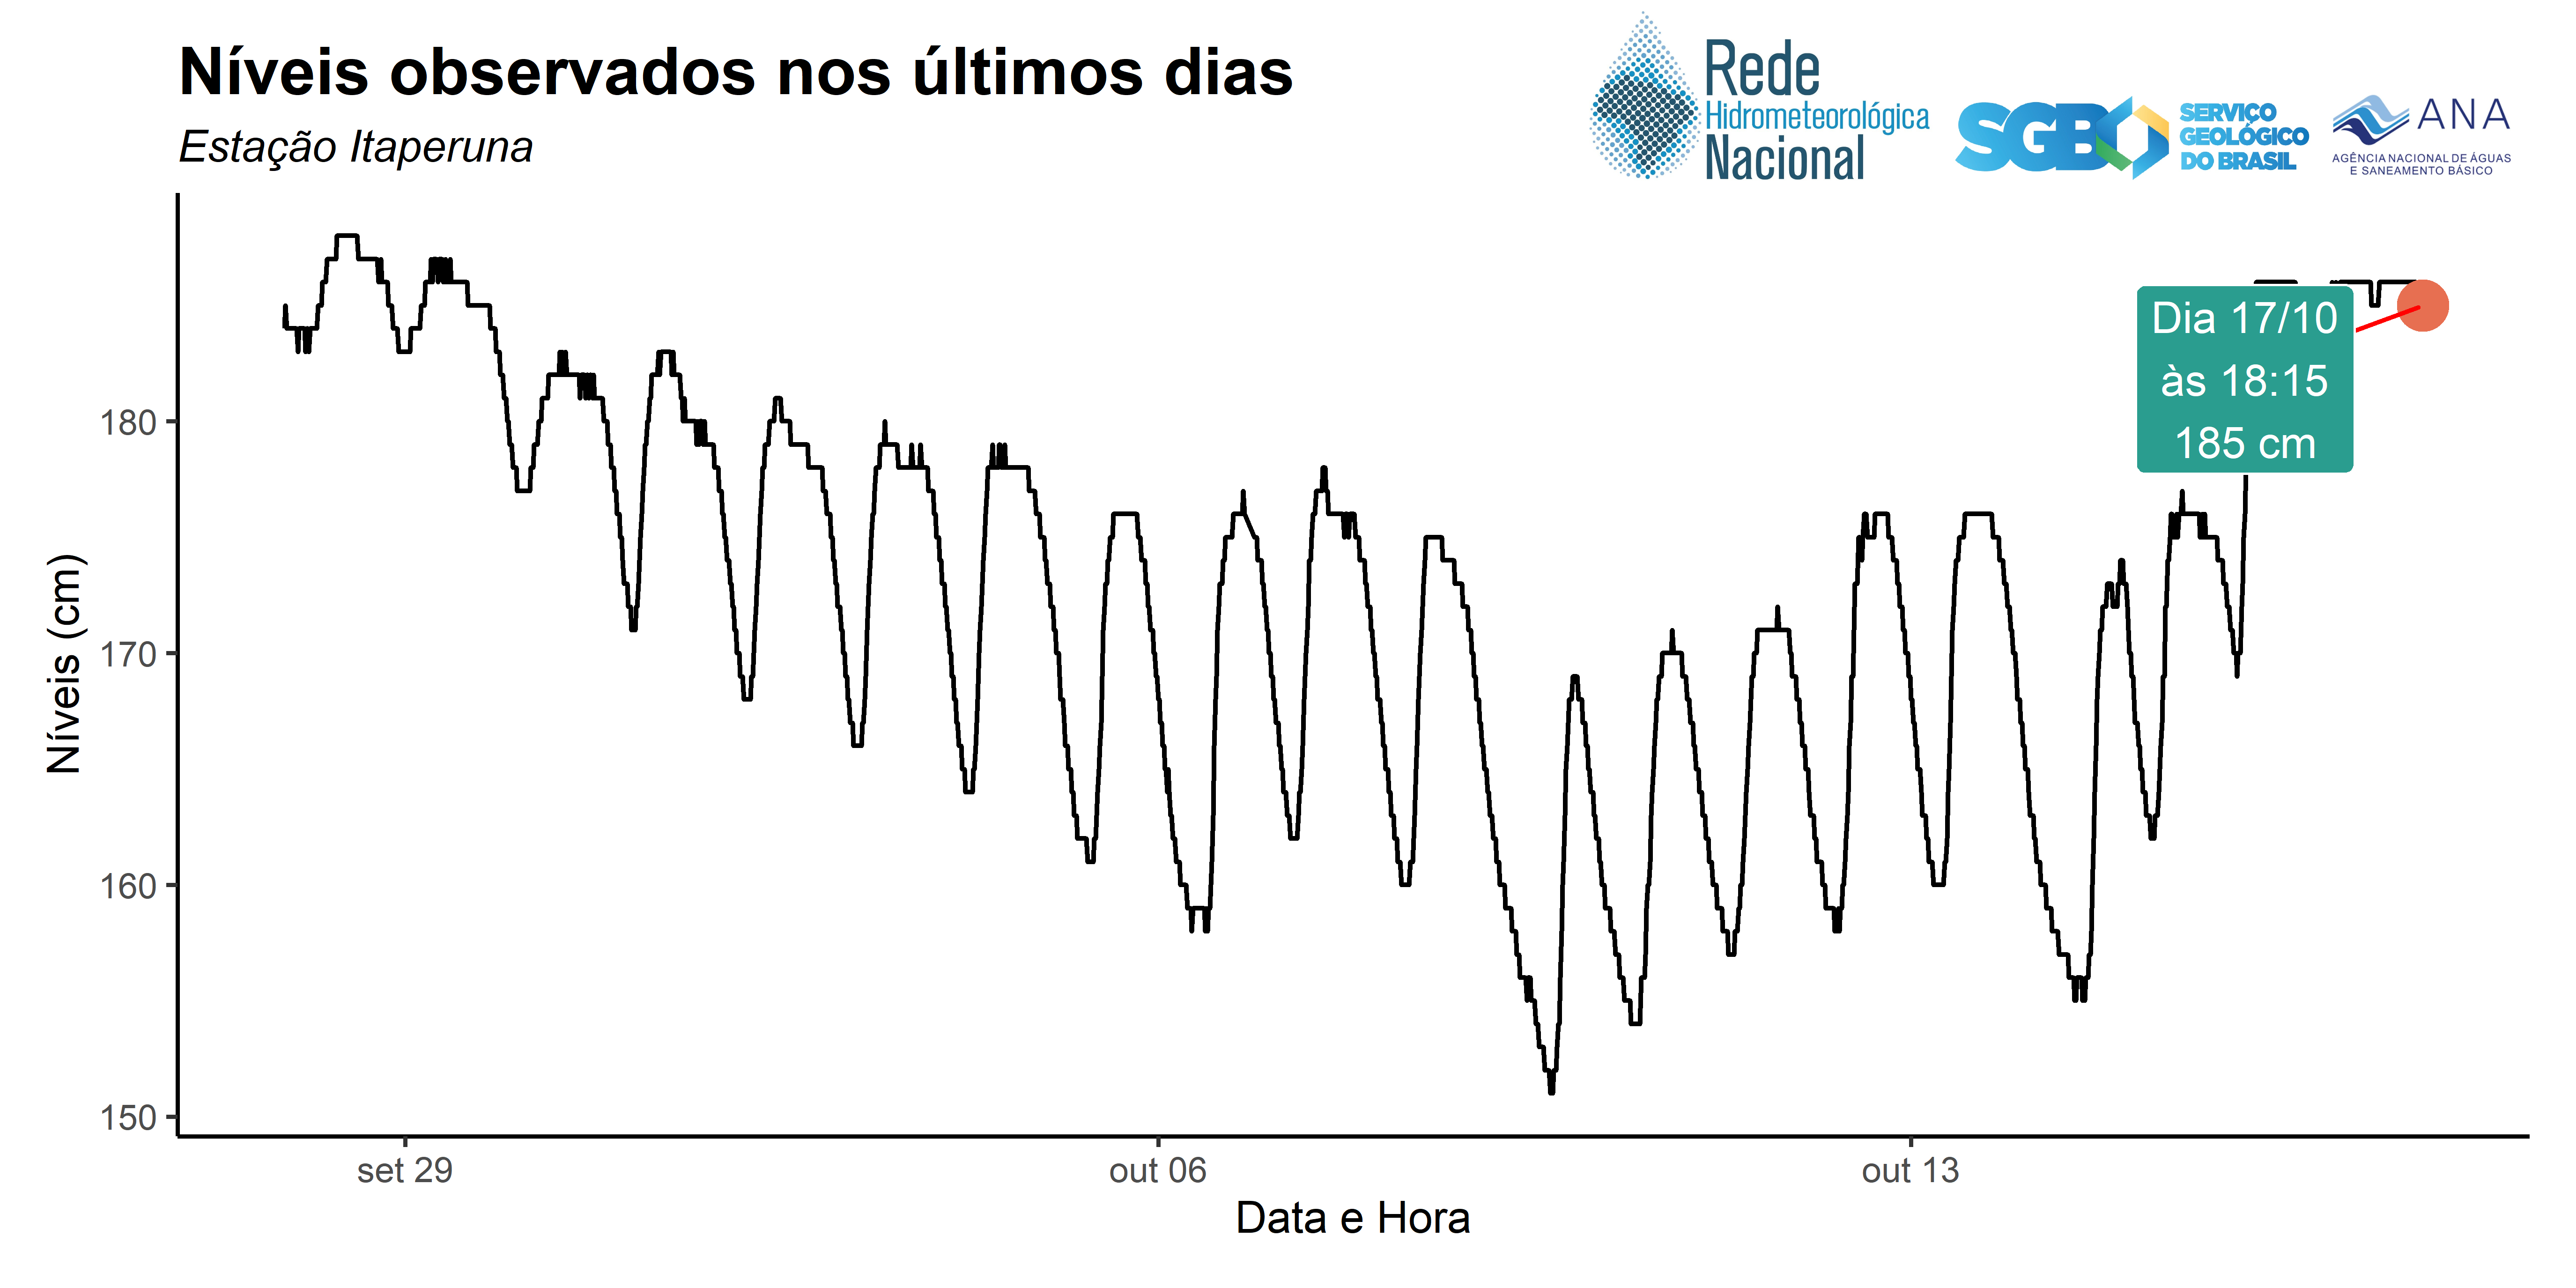 Níveis observados nos últimos dias
Estação Itaperuna
Rede
Hidrometeorológica
Nacional
SGB
SERVIÇO
GEOLÓGICO
DO BRASIL
ANA
AGÊNCIA NACIONAL DE ÁGUAS
E SANEAMENTO BÁSICO
Níveis (cm)
180
170
160
150
Dia 17/10
às 18:15
185 cm
set 29
out 06
out 13
Data e Hora